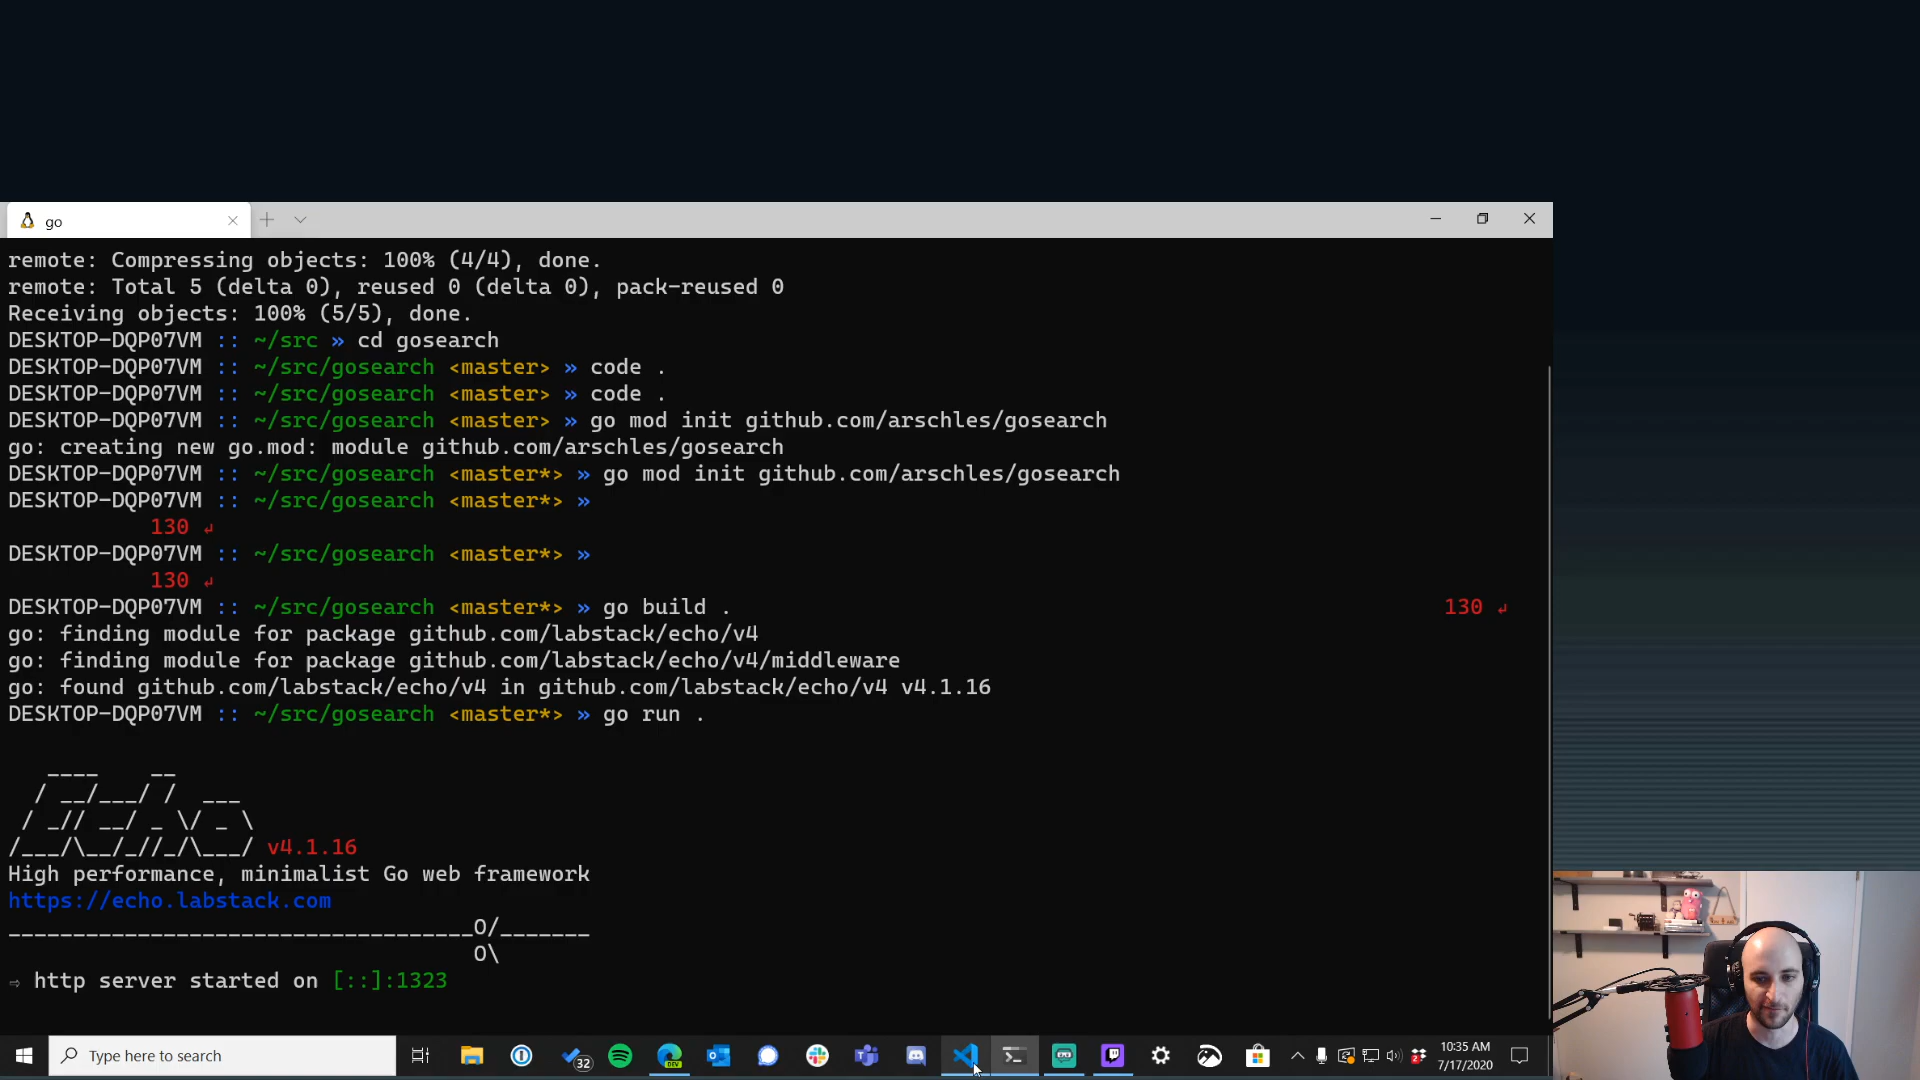 go
remote: Compressing objects: 100% (4/4), done.
remote: Total 5 (delta 0), reused 0 (delta 0), pack-reused 0
Receiving objects: 100% (5/5), done.
DESKTOP-DQP07VM :: ~/src » cd gosearch
DESKTOP-DQP07VM :: ~/src/gosearch <master> » code .
DESKTOP-DQP07VM :: ~/src/gosearch <master> » code .
DESKTOP-DQP07VM :: ~/src/gosearch <master> » go mod init github.com/arschles/gosearch
go: creating new go.mod: module github.com/arschles/gosearch
DESKTOP-DQP07VM :: ~/src/gosearch <master*> » go mod init github.com/arschles/gosearch
DESKTOP-DQP07VM :: ~/src/gosearch <master*> »
130 ↵
DESKTOP-DQP07VM :: ~/src/gosearch <master*> »
130 ↵
DESKTOP-DQP07VM :: ~/src/gosearch <master*> » go build . 130 ↵
go: finding module for package github.com/labstack/echo/v4
go: finding module for package github.com/labstack/echo/v4/middleware
go: found github.com/labstack/echo/v4 in github.com/labstack/echo/v4 v4.1.16
DESKTOP-DQP07VM :: ~/src/gosearch <master*> » go run .
Echo v4.1.16
High performance, minimalist Go web framework
https://echo.labstack.com
____________________________________O/_______
O\
⇨ http server started on [::]:1323
Type here to search
32
DEV
10:35 AM
7/17/2020